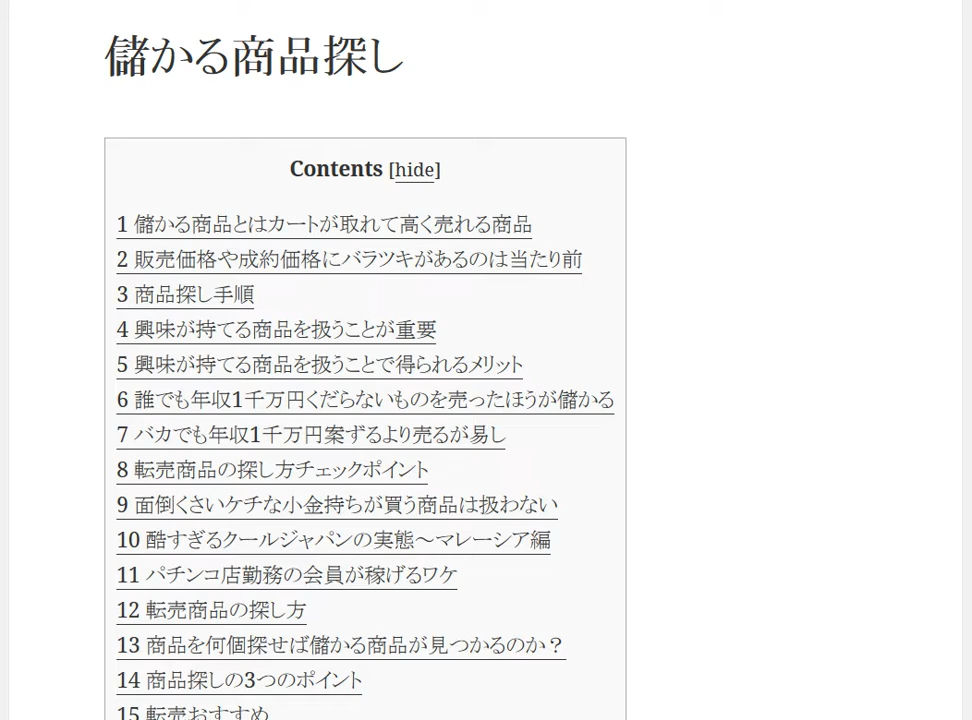 儲かる商品探し
Contents [hide]
1 儲かる商品とはカートが取れて高く売れる商品
2 販売価格や成約価格にバラツキがあるのは当たり前
3 商品探し手順
4 興味が持てる商品を扱うことが重要
5 興味が持てる商品を扱うことで得られるメリット
6 誰でも年収1千万円くだらないものを売ったほうが儲かる
7 バカでも年収1千万円案ずるより売るが易し
8 転売商品の探し方チェックポイント
9 面倒くさいケチな小金持ちが買う商品は扱わない
10 酷すぎるクールジャパンの実態～マレーシア編
11 パチンコ店勤務の会員が稼げるワケ
12 転売商品の探し方
13 商品を何個探せば儲かる商品が見つかるのか？
14 商品探しの3つのポイント
15 転売おすすめ